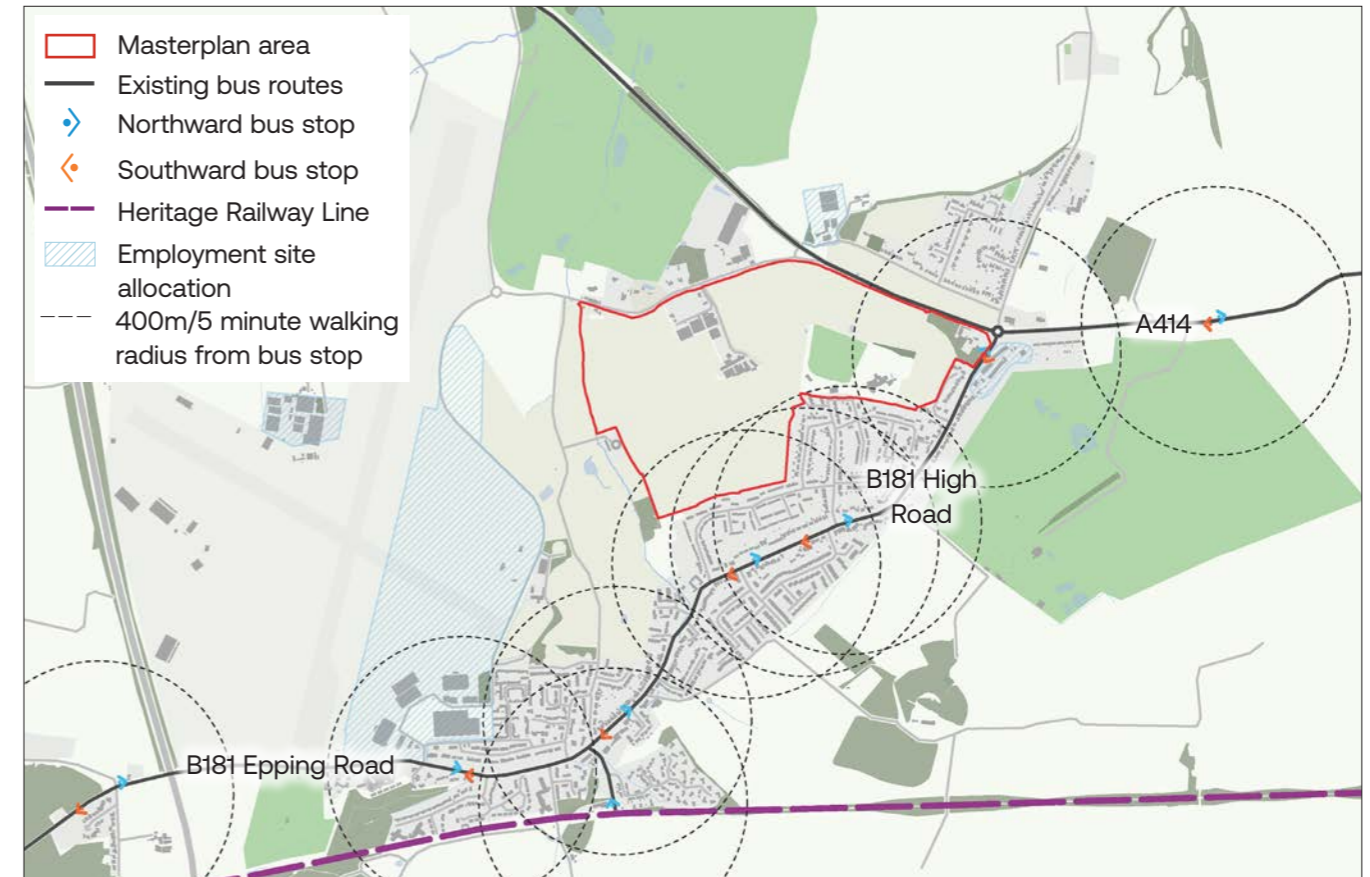 Masterplan area
Existing bus routes
Northward bus stop
Southward bus stop
Heritage Railway Line
Employment site
allocation
400m/5 minute walking
radius from bus stop
A414
B181 High
Road
B181 Epping Road